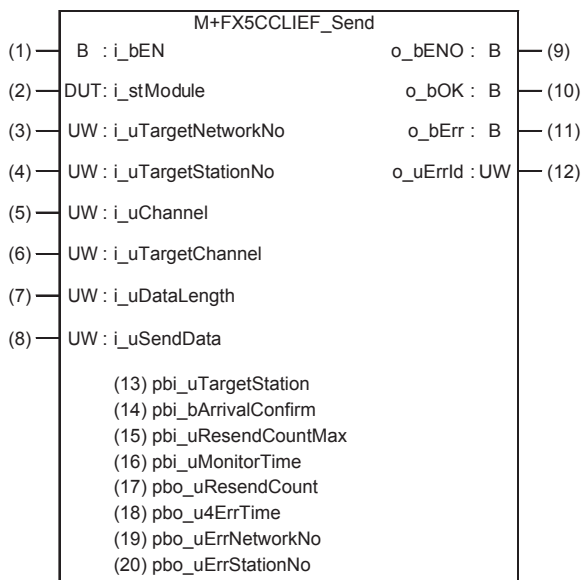 M+FX5CCLIEF_Send
(1) B : i_bEN o_bENO : B (9)
(2) DUT: i_stModule o_bOK : B (10)
(3) UW : i_uTargetNetworkNo o_bErr : B (11)
(4) UW : i_uTargetStationNo o_uErrId : UW (12)
(5) UW : i_uChannel
(6) UW : i_uTargetChannel
(7) UW : i_uDataLength
(8) UW : i_uSendData
(13) pbi_uTargetStation
(14) pbi_bArrivalConfirm
(15) pbi_uResendCountMax
(16) pbi_uMonitorTime
(17) pbo_uResendCount
(18) pbo_u4ErrTime
(19) pbo_uErrNetworkNo
(20) pbo_uErrStationNo